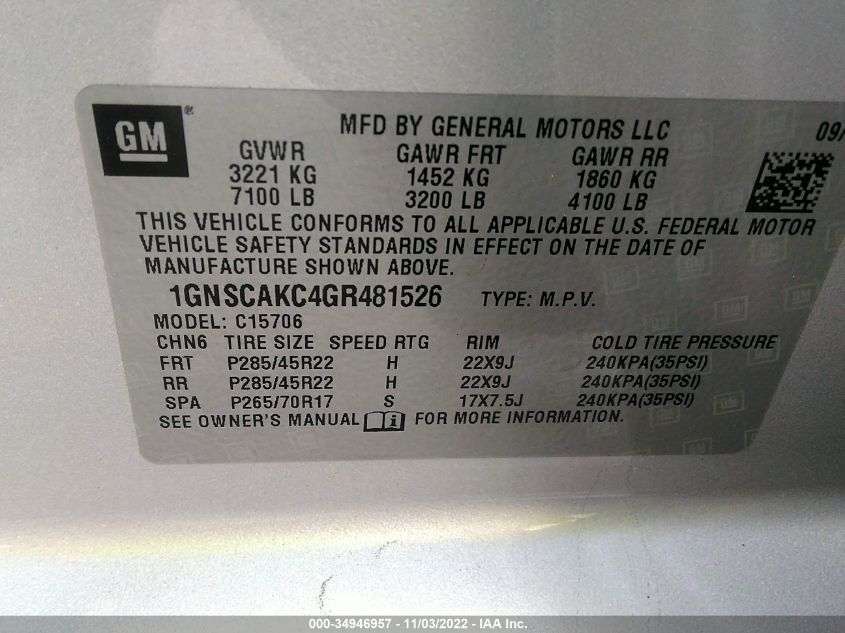 GM ®
MFD BY GENERAL MOTORS LLC 09/
GVWR GAWR FRT GAWR RR
3221 KG 1452 KG 1860 KG
7100 LB 3200 LB 4100 LB
THIS VEHICLE CONFORMS TO ALL APPLICABLE U.S. FEDERAL MOTOR
VEHICLE SAFETY STANDARDS IN EFFECT ON THE DATE OF
MANUFACTURE SHOWN ABOVE.
1GNSCAKC4GR481526 TYPE: M.P.V.
MODEL: C15706
CHN6 TIRE SIZE SPEED RTG RIM COLD TIRE PRESSURE
FRT P285/45R22 H 22X9J 240KPA(35PSI)
RR P285/45R22 H 22X9J 240KPA(35PSI)
SPA P265/70R17 S 17X7.5J 240KPA(35PSI)
SEE OWNER'S MANUAL i FOR MORE INFORMATION.
000-34946957 - 11/03/2022 - IAA Inc.